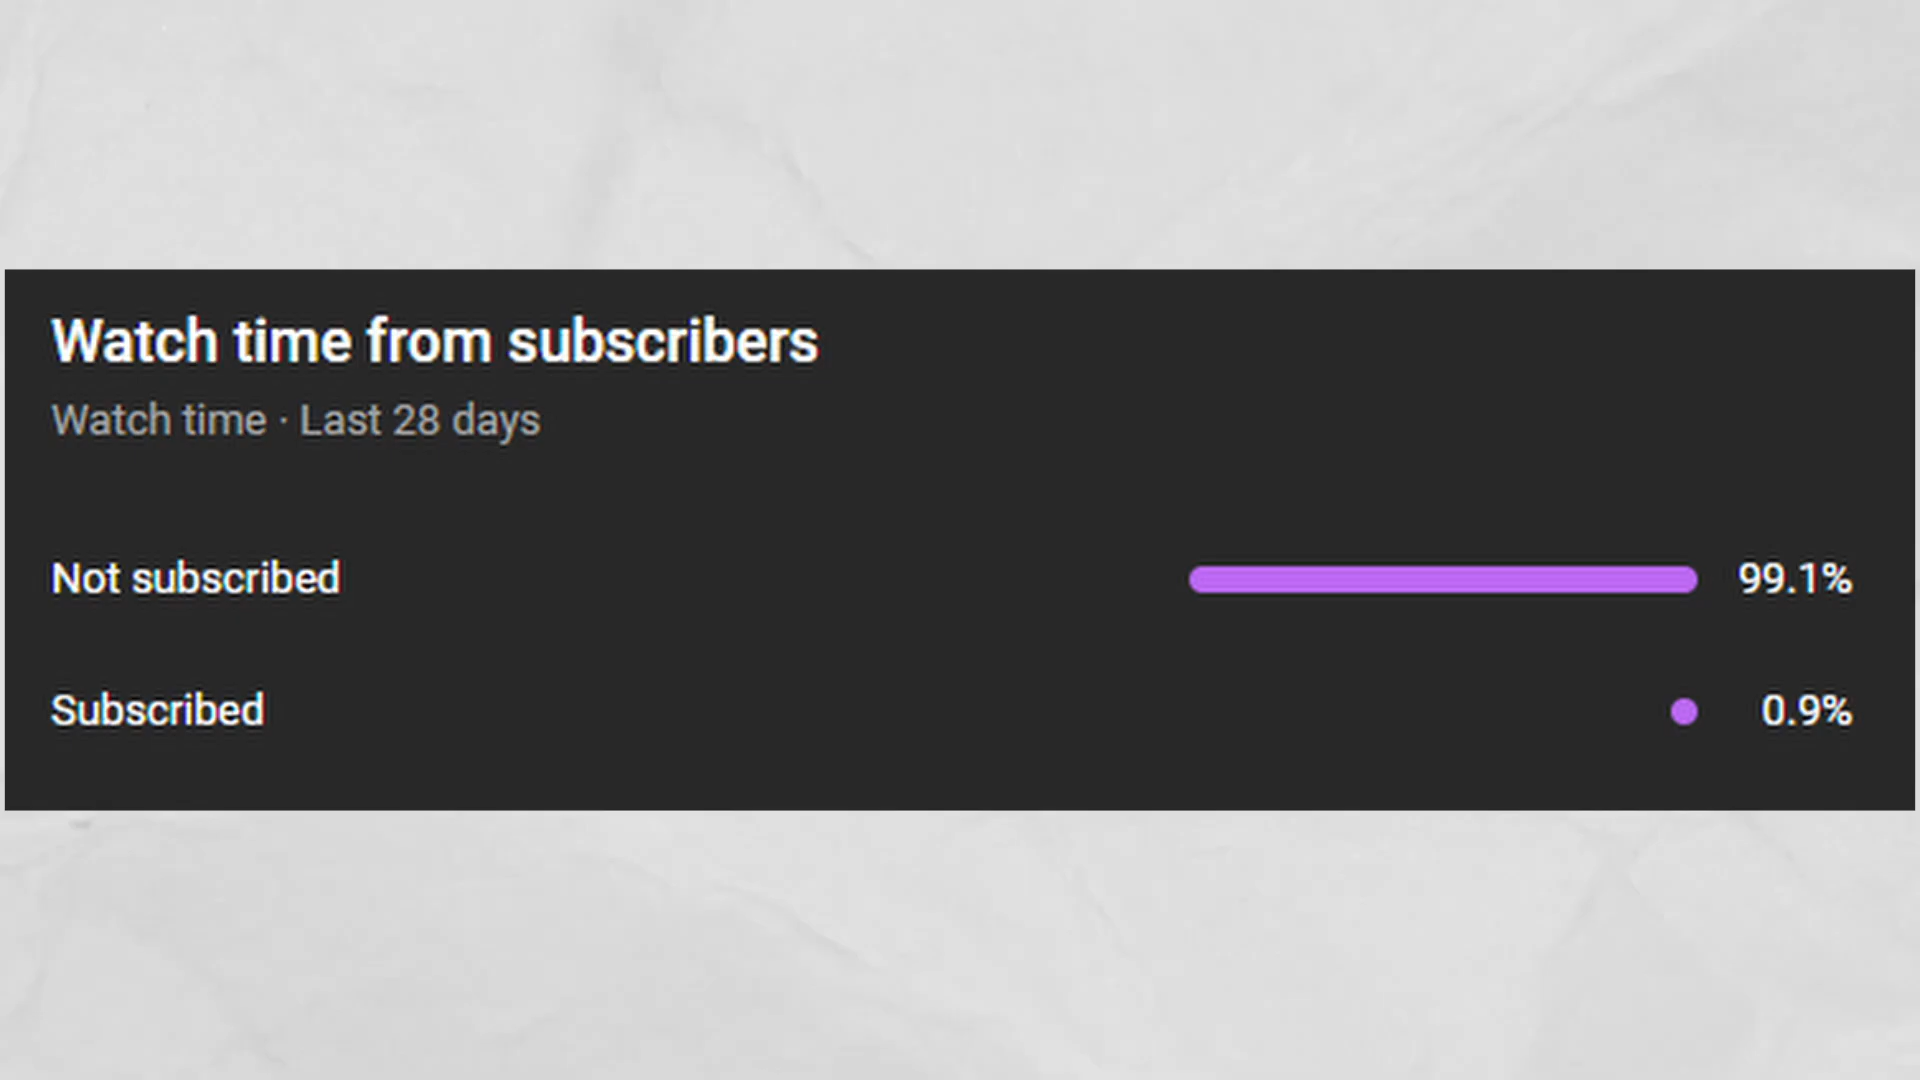 Watch time from subscribers
Watch time · Last 28 days
Not subscribed 99.1%
Subscribed 0.9%